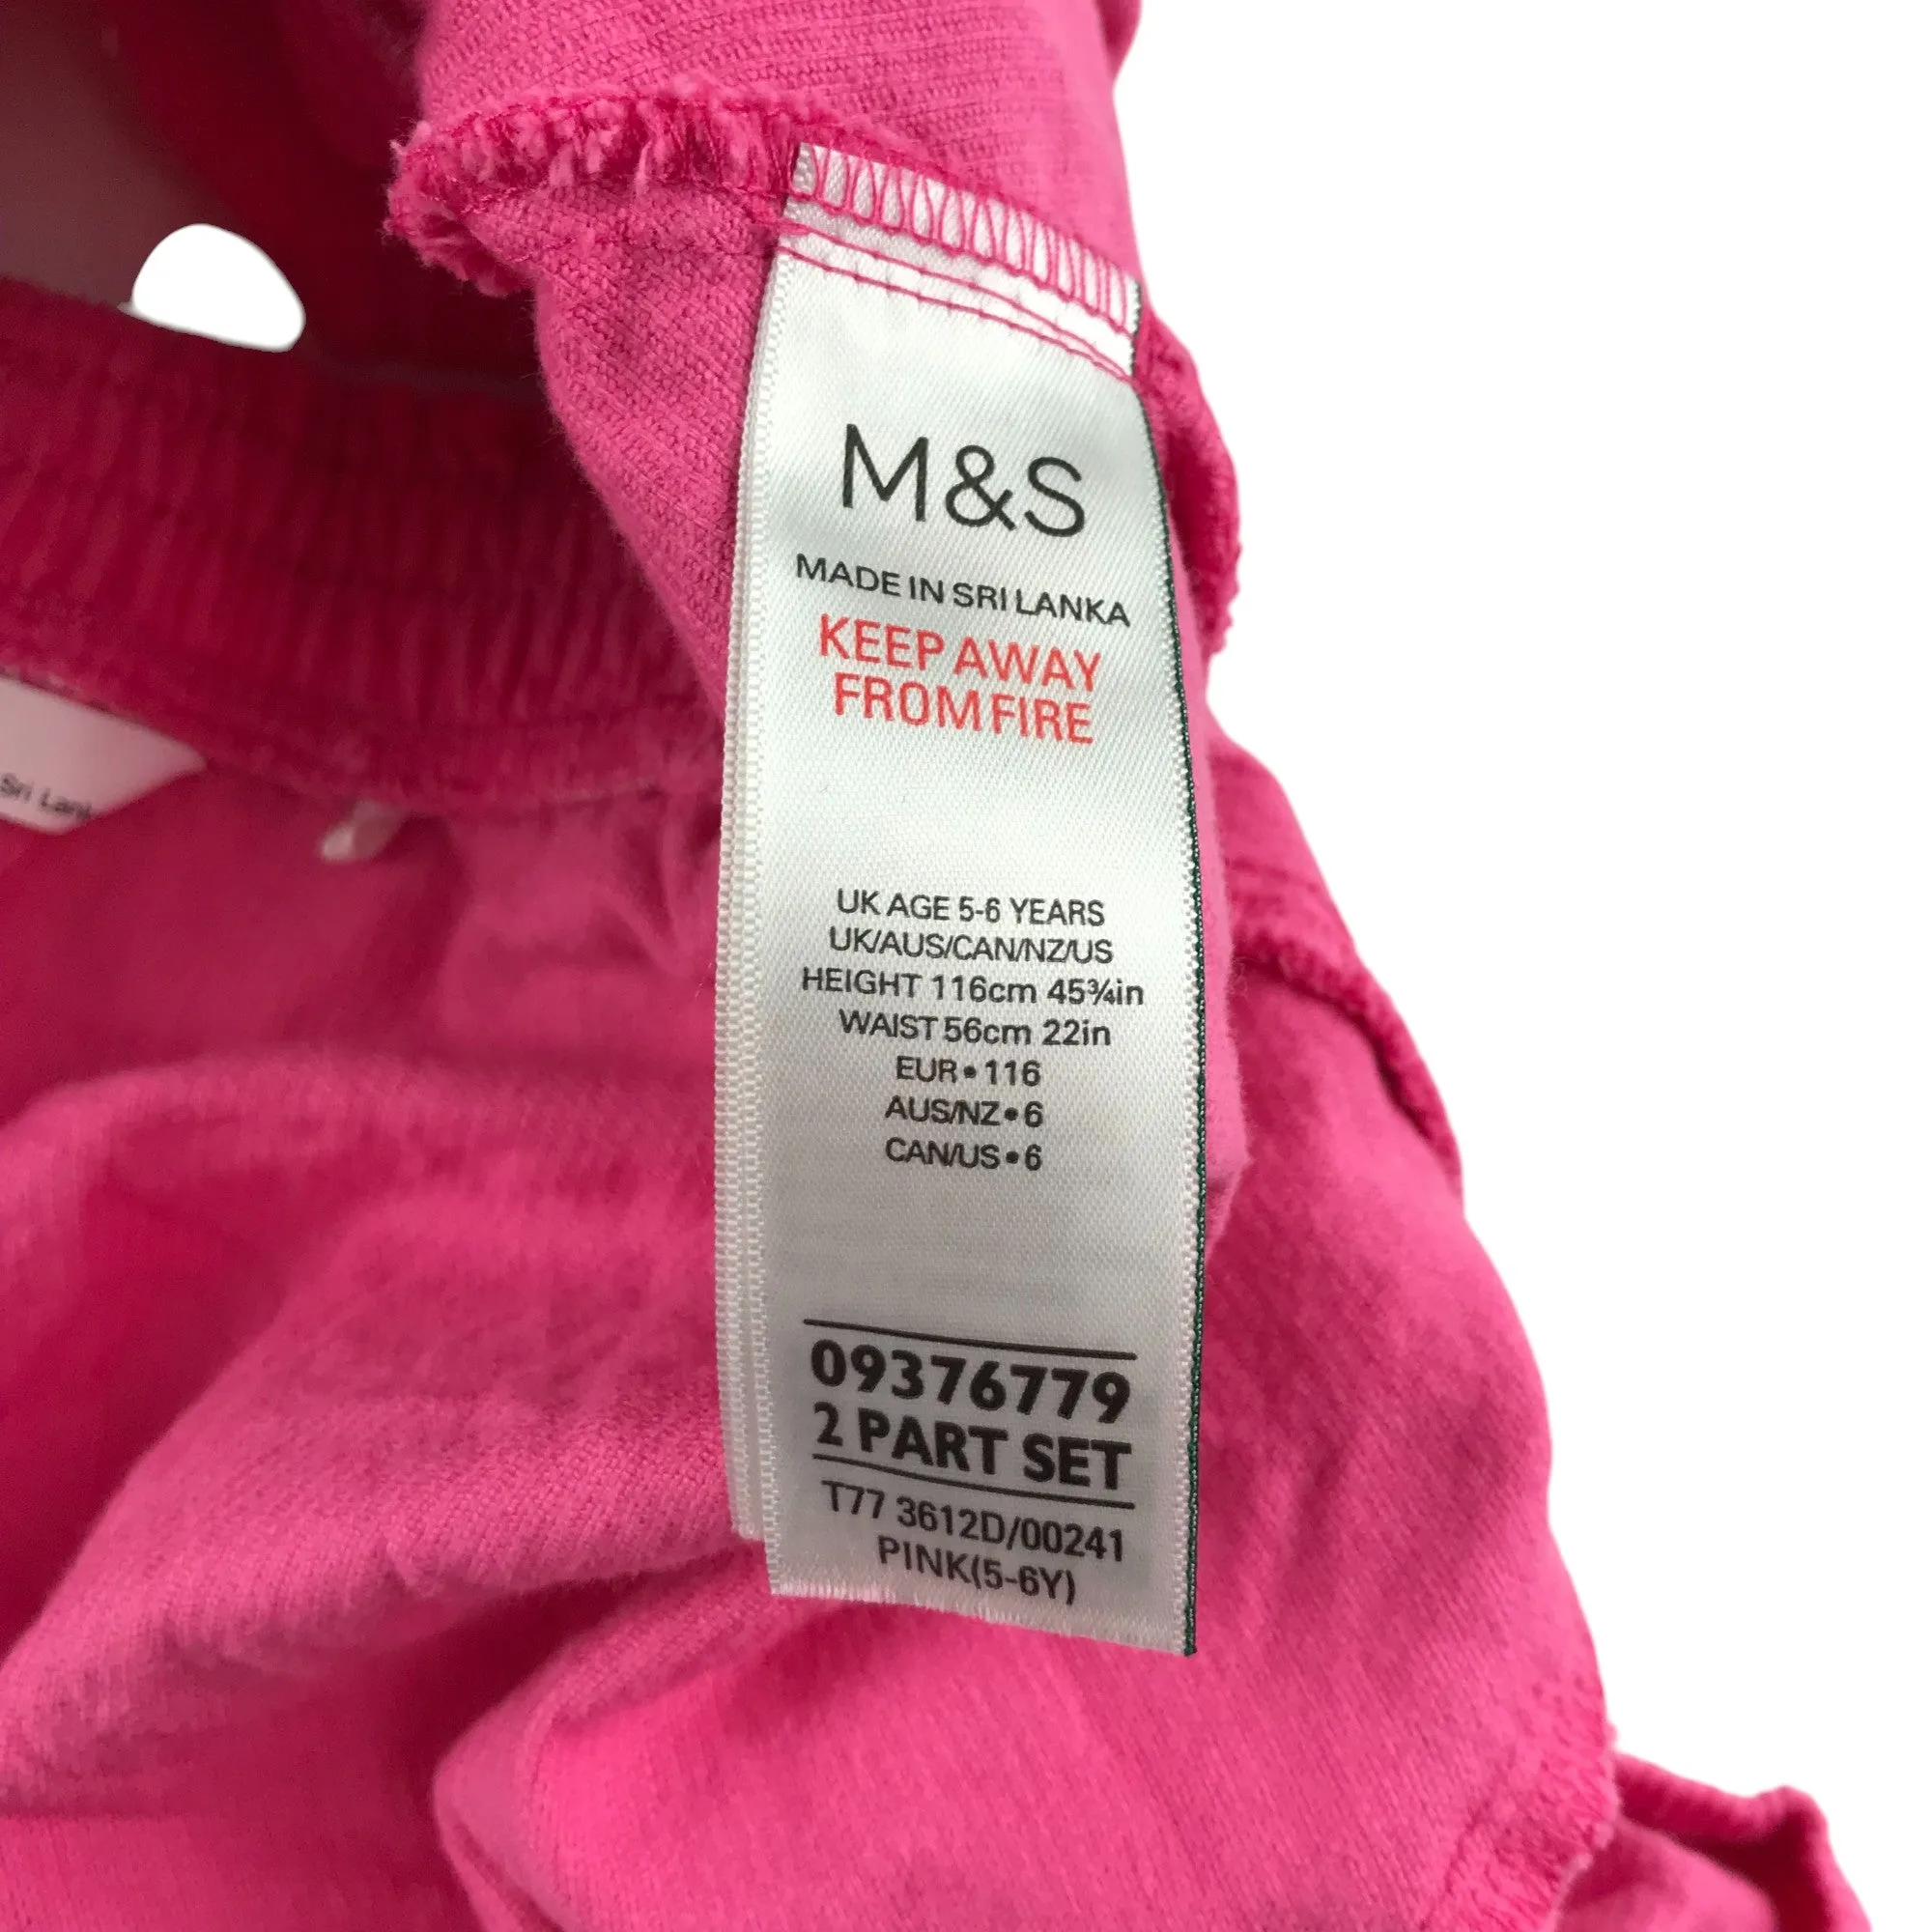 M&S
MADE IN SRI LANKA
KEEP AWAY
FROM FIRE
UK AGE 5-6 YEARS
UK/AUS/CAN/NZ/US
HEIGHT 116cm 45¾in
WAIST 56cm 22in
EUR•116
AUS/NZ•6
CAN/US•6
09376779
2 PART SET
T77 3612D/00241
PINK(5-6Y)
Sri